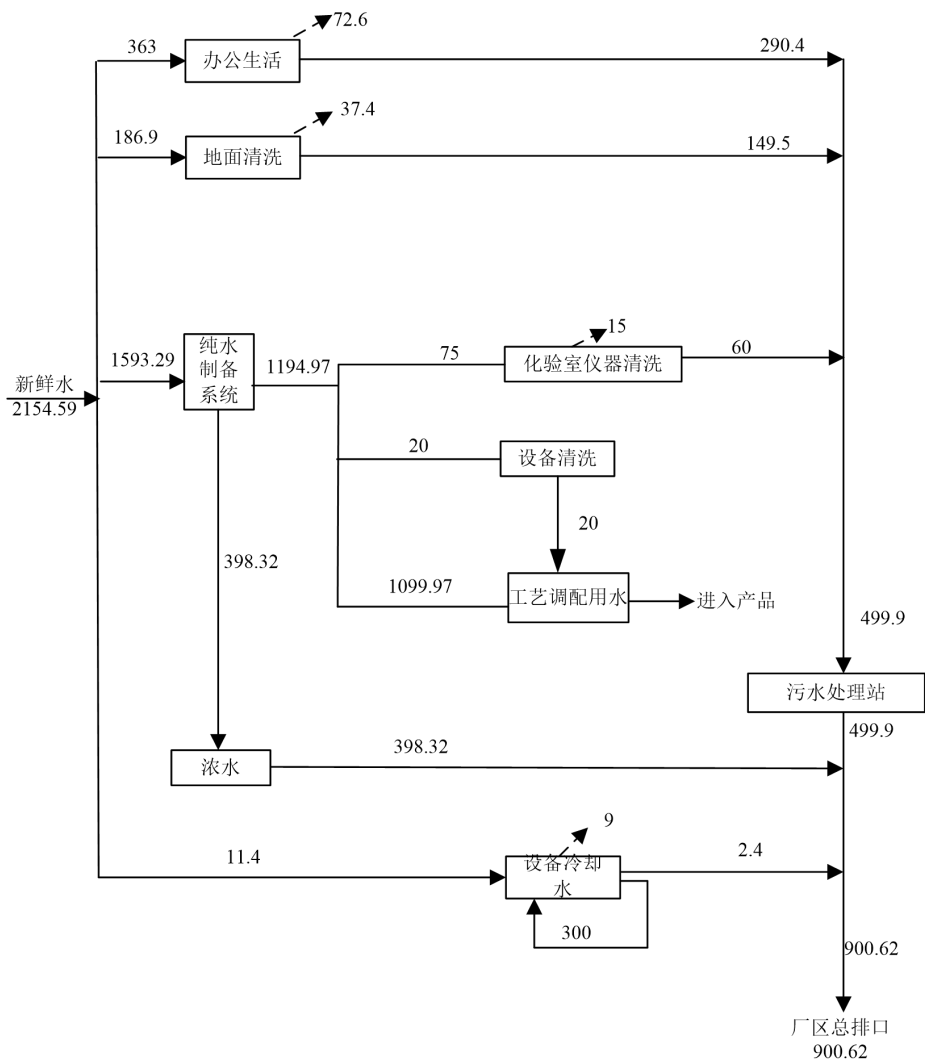 72.6
363
办公生活
290.4
37.4
186.9
地面清洗
149.5
15
纯水
制备
系统
1593.29
1194.97
75
化验室仪器清洗
60
新鲜水
2154.59
20
设备清洗
20
398.32
1099.97
工艺调配用水
进入产品
499.9
污水处理站
499.9
398.32
浓水
9
11.4
设备冷却
水
2.4
300
900.62
厂区总排口
900.62